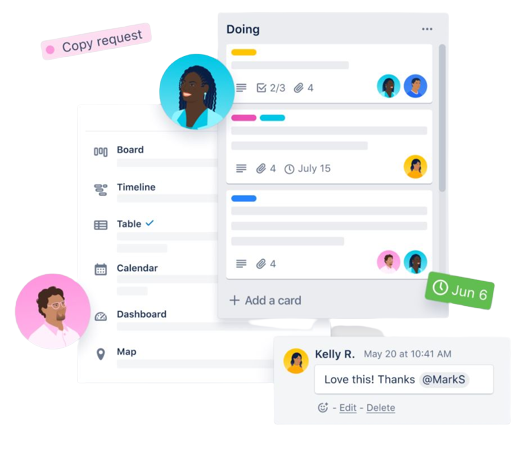 Copy request
Doing
2/3 4
4 July 15
4
+ Add a card
Board
Timeline
Table
Calendar
Dashboard
Map
Jun 6
Kelly R. May 20 at 10:41 AM
Love this! Thanks @MarkS
- Edit - Delete